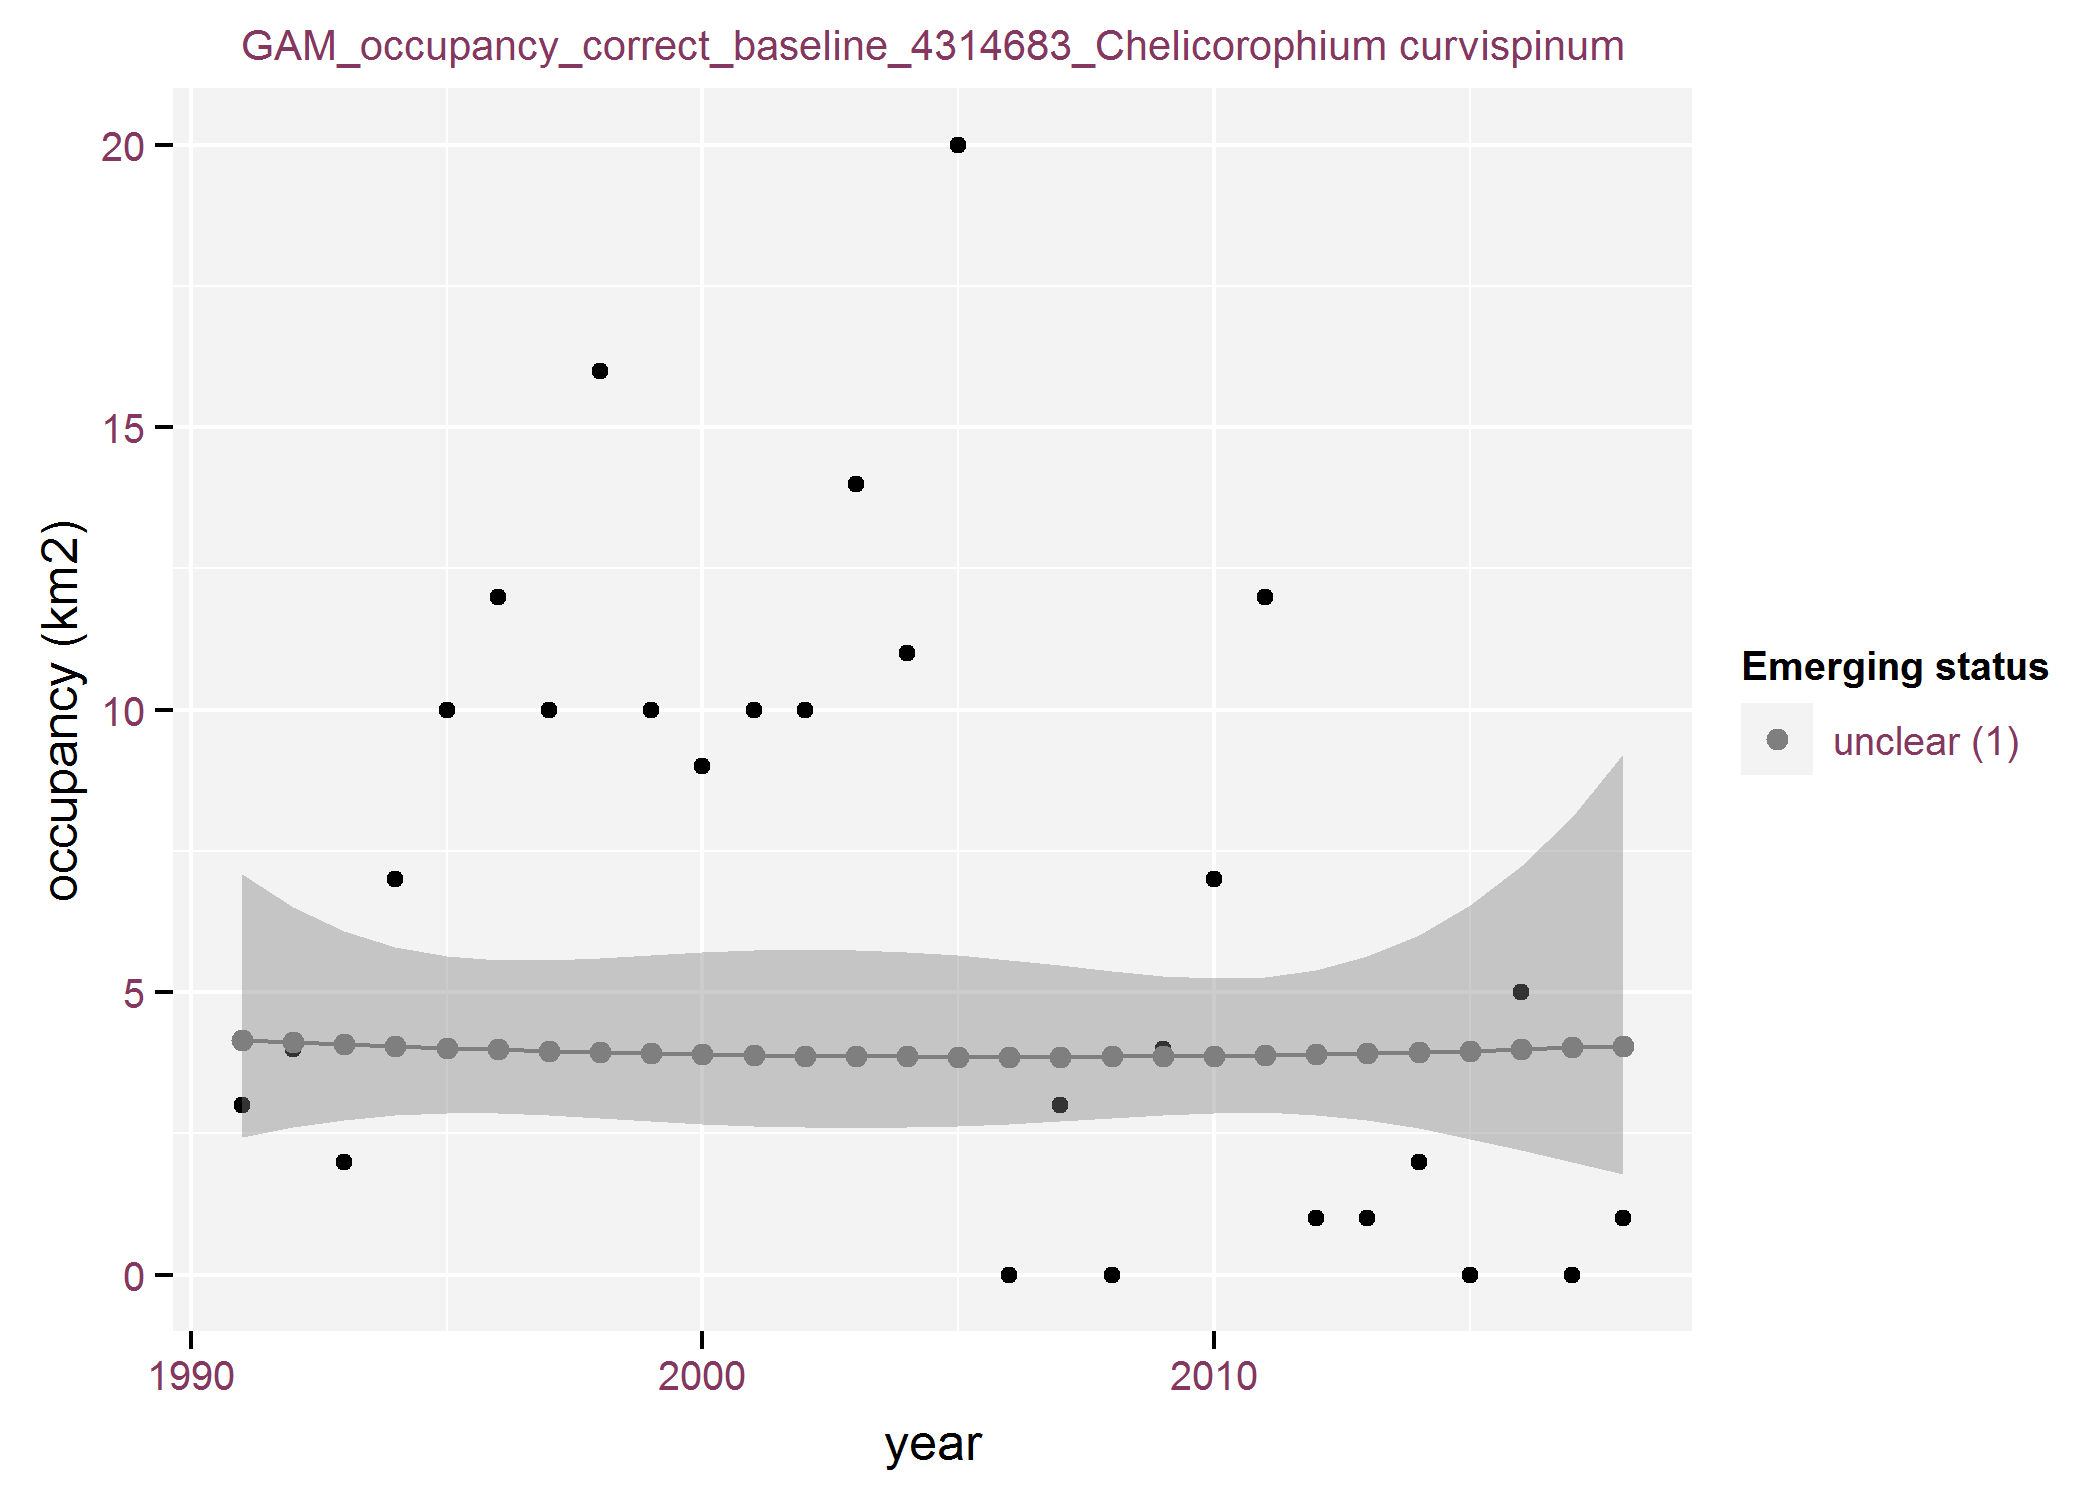 GAM_occupancy_correct_baseline_4314683_Chelicorophium curvispinum
20
15
10
5
0
occupancy (km2)
1990
2000
2010
year
Emerging status
unclear (1)